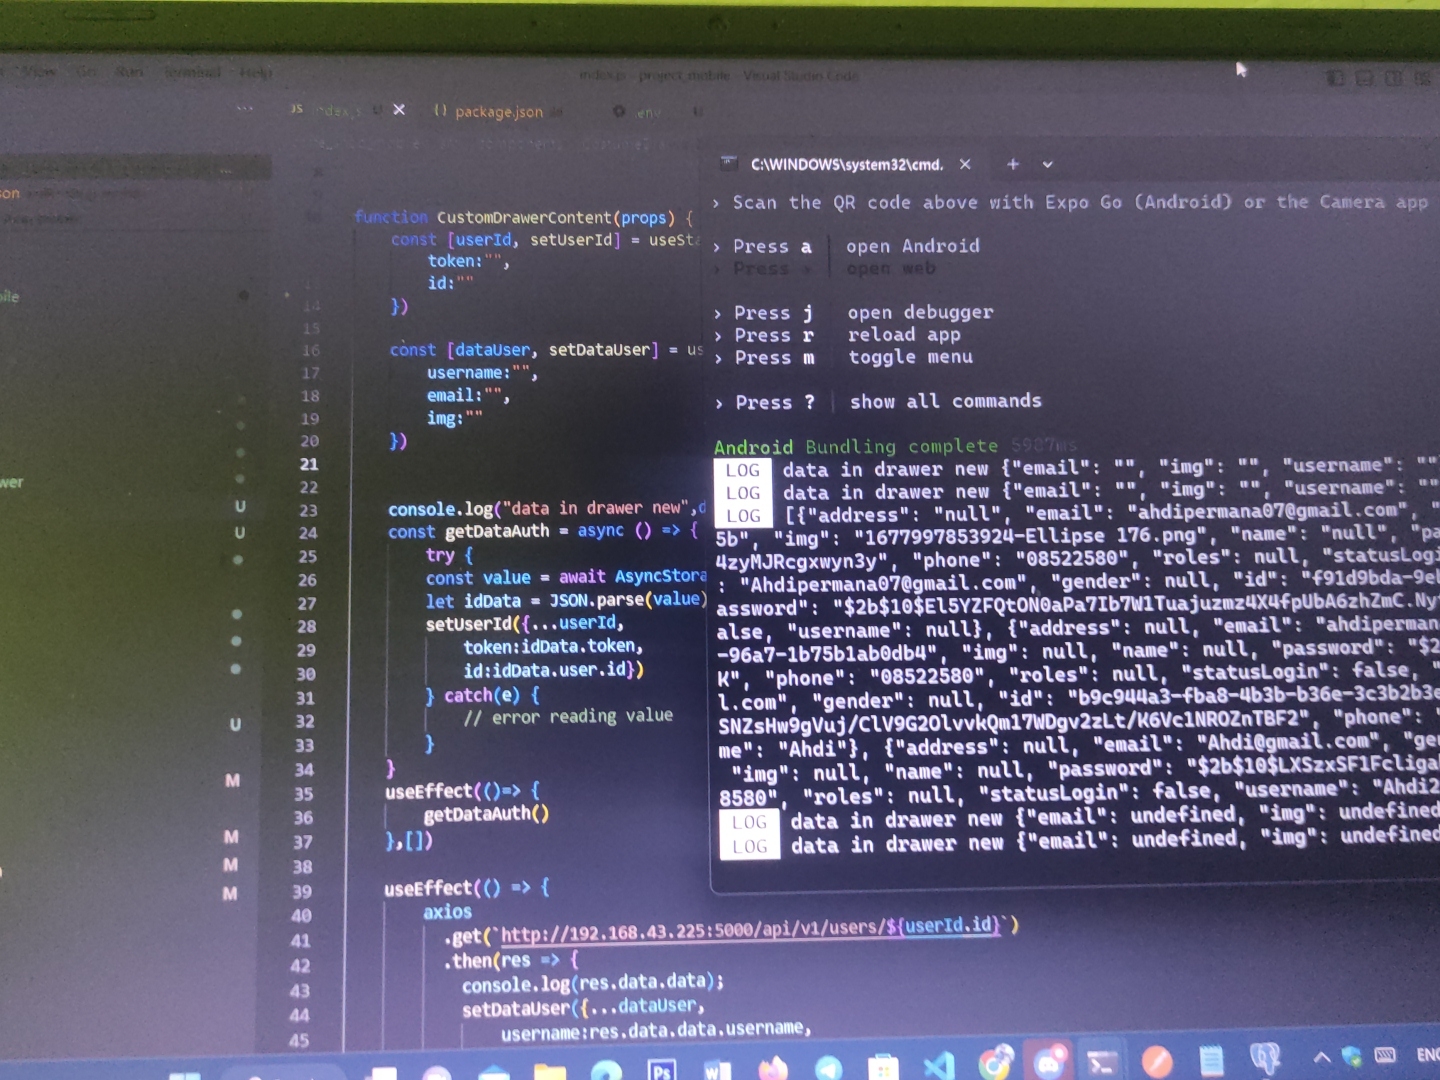 View Go Run Terminal Help
index.js - project_mobile - Visual Studio Code
JS index.js U ×
{} package.json
.env
son
bile
wer
U
U
U
M
M
M
M
function CustomDrawerContent(props) {
const [userId, setUserId] = useSta
token:"",
id:""
14 })
15
16 const [dataUser, setDataUser] = us
17 username:"",
18 email:"",
19 img:""
20 })
21
22
23 console.log("data in drawer new",d
24 const getDataAuth = async () => {
25 try {
26 const value = await AsyncStora
27 let idData = JSON.parse(value)
28 setUserId({...userId,
29 token:idData.token,
30 id:idData.user.id})
31 } catch(e) {
32 // error reading value
33 }
34 }
35 useEffect(()=> {
36 getDataAuth()
37 },[])
38
39 useEffect(() => {
40 axios
41 .get(`http://192.168.43.225:5000/api/v1/users/${userId.id}`)
42 .then(res => {
43 console.log(res.data.data);
44 setDataUser({...dataUser,
45 username:res.data.data.username,
C:\WINDOWS\system32\cmd. × +
› Scan the QR code above with Expo Go (Android) or the Camera app
› Press a │ open Android
› Press │ open web
› Press j │ open debugger
› Press r │ reload app
› Press m │ toggle menu
› Press ? │ show all commands
Android Bundling complete 5987ms
LOG data in drawer new {"email": "", "img": "", "username": ""
LOG data in drawer new {"email": "", "img": "", "username": ""
LOG [{"address": "null", "email": "ahdipermana07@gmail.com", "
5b", "img": "1677997853924-Ellipse 176.png", "name": "null", "pa
4zyMJRcgxwyn3y", "phone": "08522580", "roles": null, "statusLogi
: "Ahdipermana07@gmail.com", "gender": null, "id": "f91d9bda-9eb
assword": "$2b$10$El5YZFQtON0aPa7Ib7W1Tuajuzmz4X4fpUbA6zhZmC.Ny
alse, "username": null}, {"address": null, "email": "ahdiperman
-96a7-1b75b1ab0db4", "img": null, "name": null, "password": "$2
K", "phone": "08522580", "roles": null, "statusLogin": false, "
l.com", "gender": null, "id": "b9c944a3-fba8-4b3b-b36e-3c3b2b3e
SNZsHw9gVuj/ClV9G2OlvvkQm17WDgv2zLt/K6Vc1NROZnTBF2", "phone": "
me": "Ahdi"}, {"address": null, "email": "Ahdi@gmail.com", "gen
"img": null, "name": null, "password": "$2b$10$LXSzxSF1Fcliga
8580", "roles": null, "statusLogin": false, "username": "Ahdi2
LOG data in drawer new {"email": undefined, "img": undefined
LOG data in drawer new {"email": undefined, "img": undefined
Ps
ENG